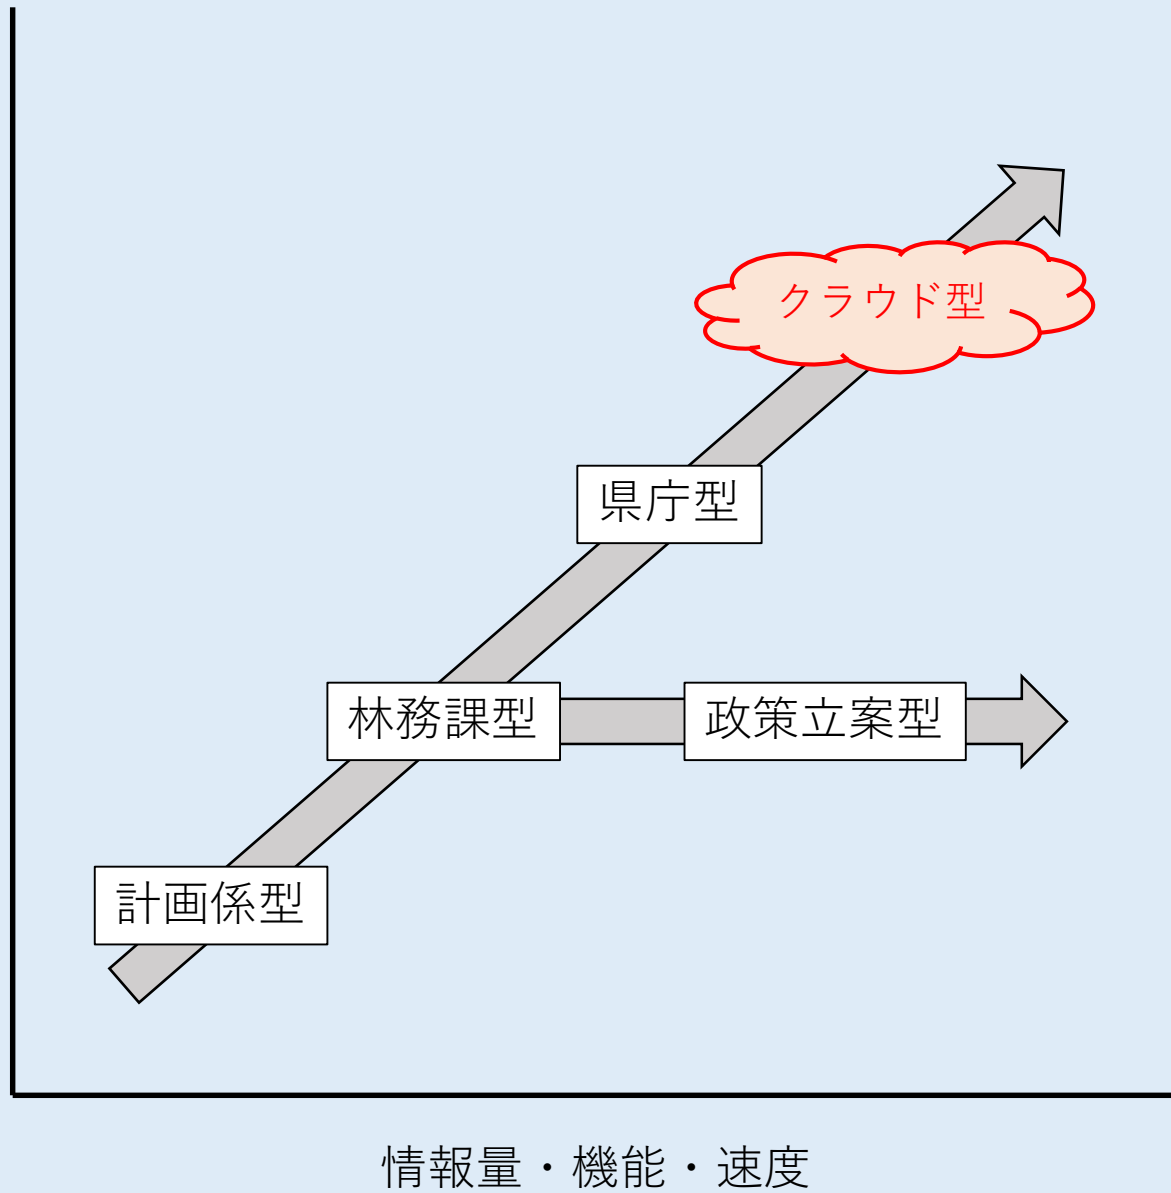 クラウド型
県庁型
林務課型
政策立案型
計画係型
情報量・機能・速度